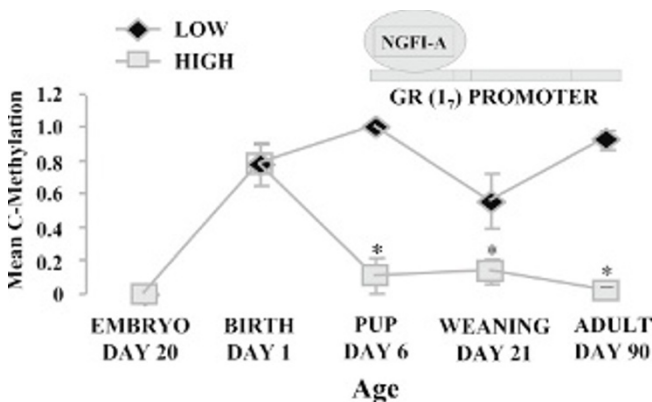 LOW
HIGH
NGFI-A
GR (1₇) PROMOTER
Mean C-Methylation
1.2
1.0
0.8
0.6
0.4
0.2
0
*
*
*
EMBRYO DAY 20
BIRTH DAY 1
PUP DAY 6
WEANING DAY 21
ADULT DAY 90
Age